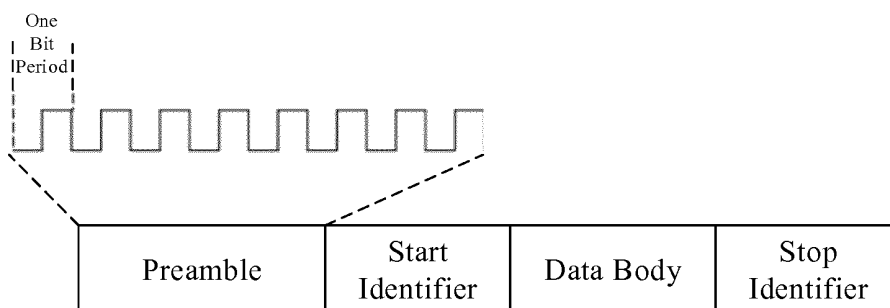 One
Bit
Period
Preamble
Start
Identifier
Data Body
Stop
Identifier